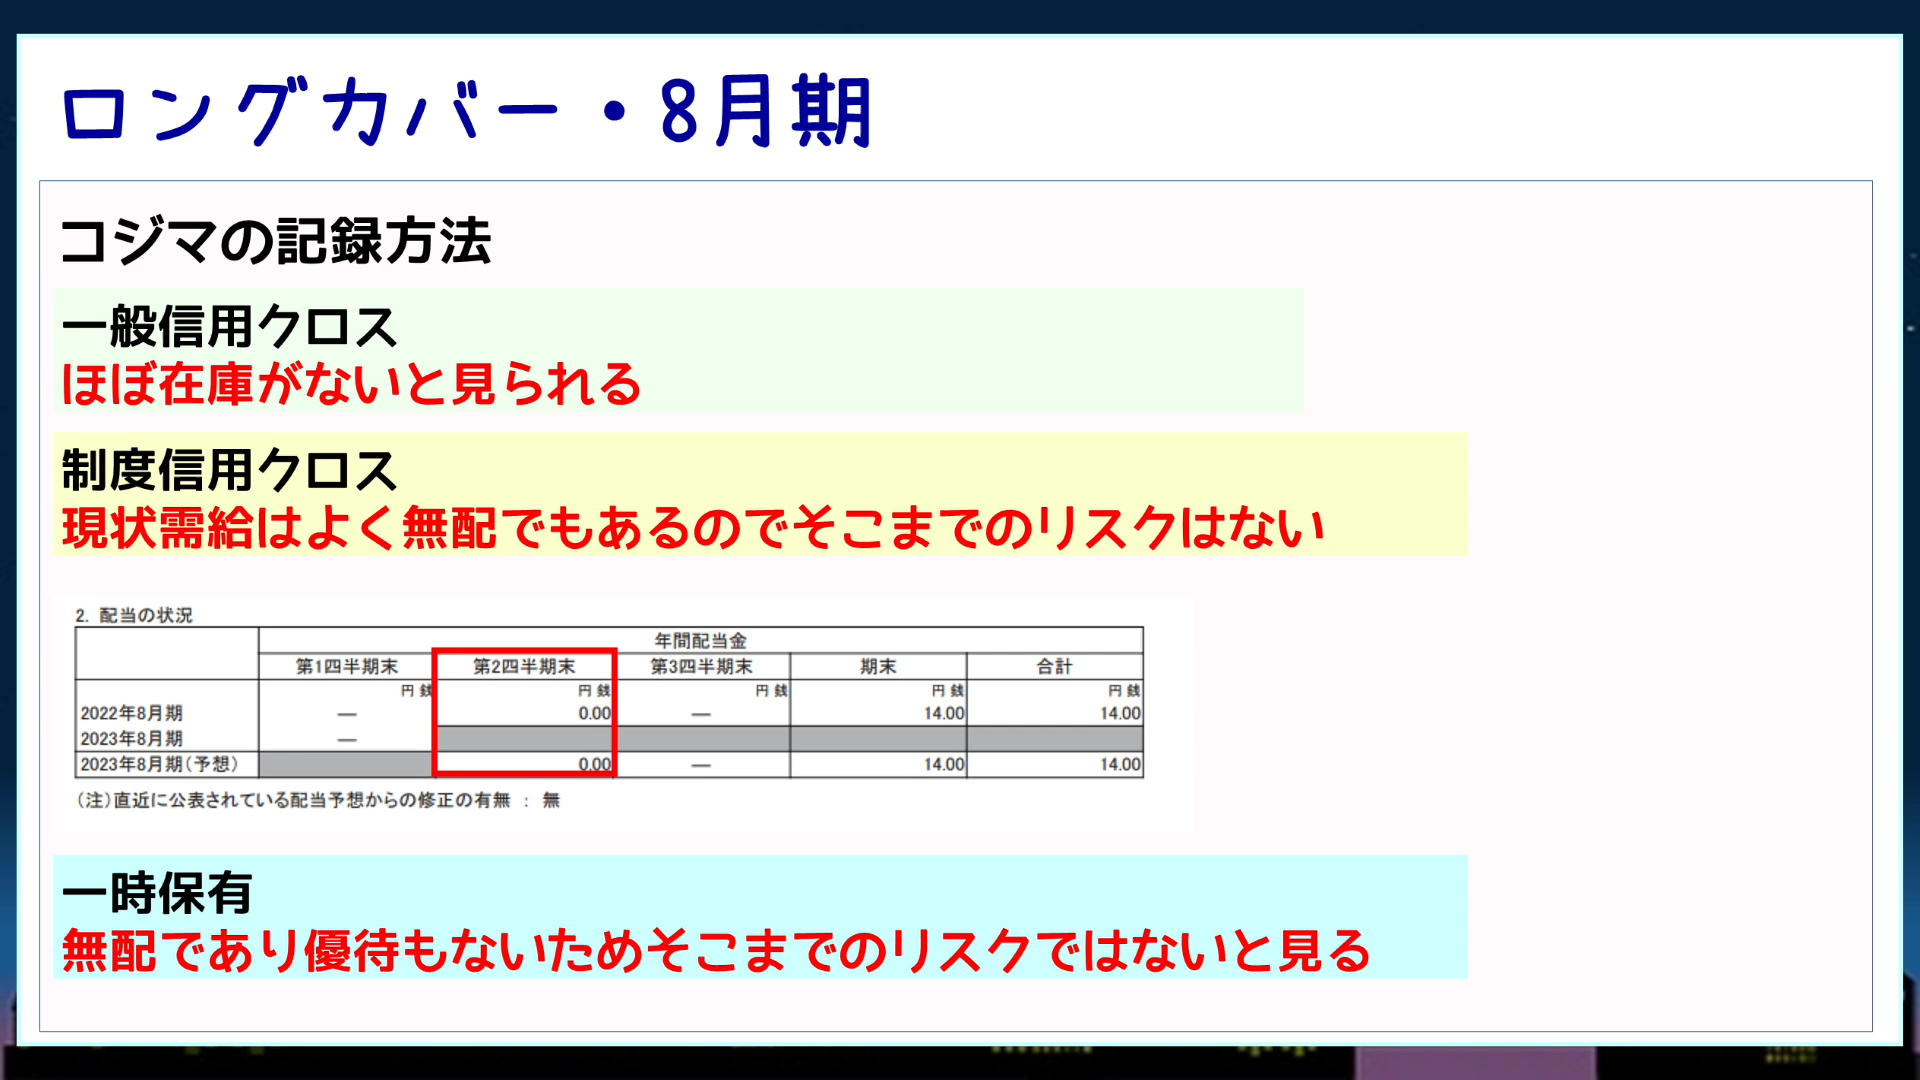 ロングカバー・8月期
コジマの記録方法
一般信用クロス
ほぼ在庫がないと見られる
制度信用クロス
現状需給はよく無配でもあるのでそこまでのリスクはない
2. 配当の状況
年間配当金
第1四半期末 第2四半期末 第3四半期末 期末 合計
円 銭 円 銭 円 銭 円 銭 円 銭
2022年8月期 — 0.00 — 14.00 14.00
2023年8月期 —
2023年8月期(予想) 0.00 — 14.00 14.00
(注)直近に公表されている配当予想からの修正の有無 : 無
一時保有
無配であり優待もないためそこまでのリスクではないと見る